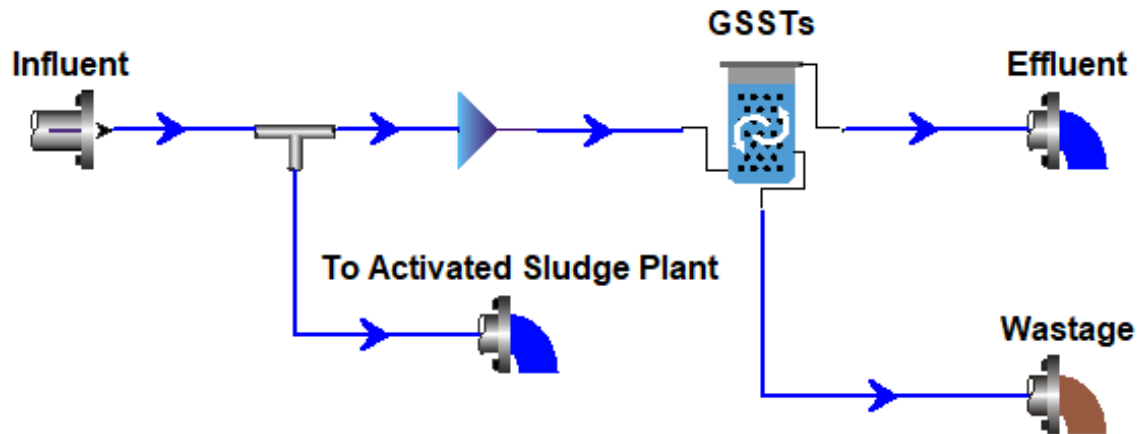 GSSTs
Influent
Effluent
To Activated Sludge Plant
Wastage